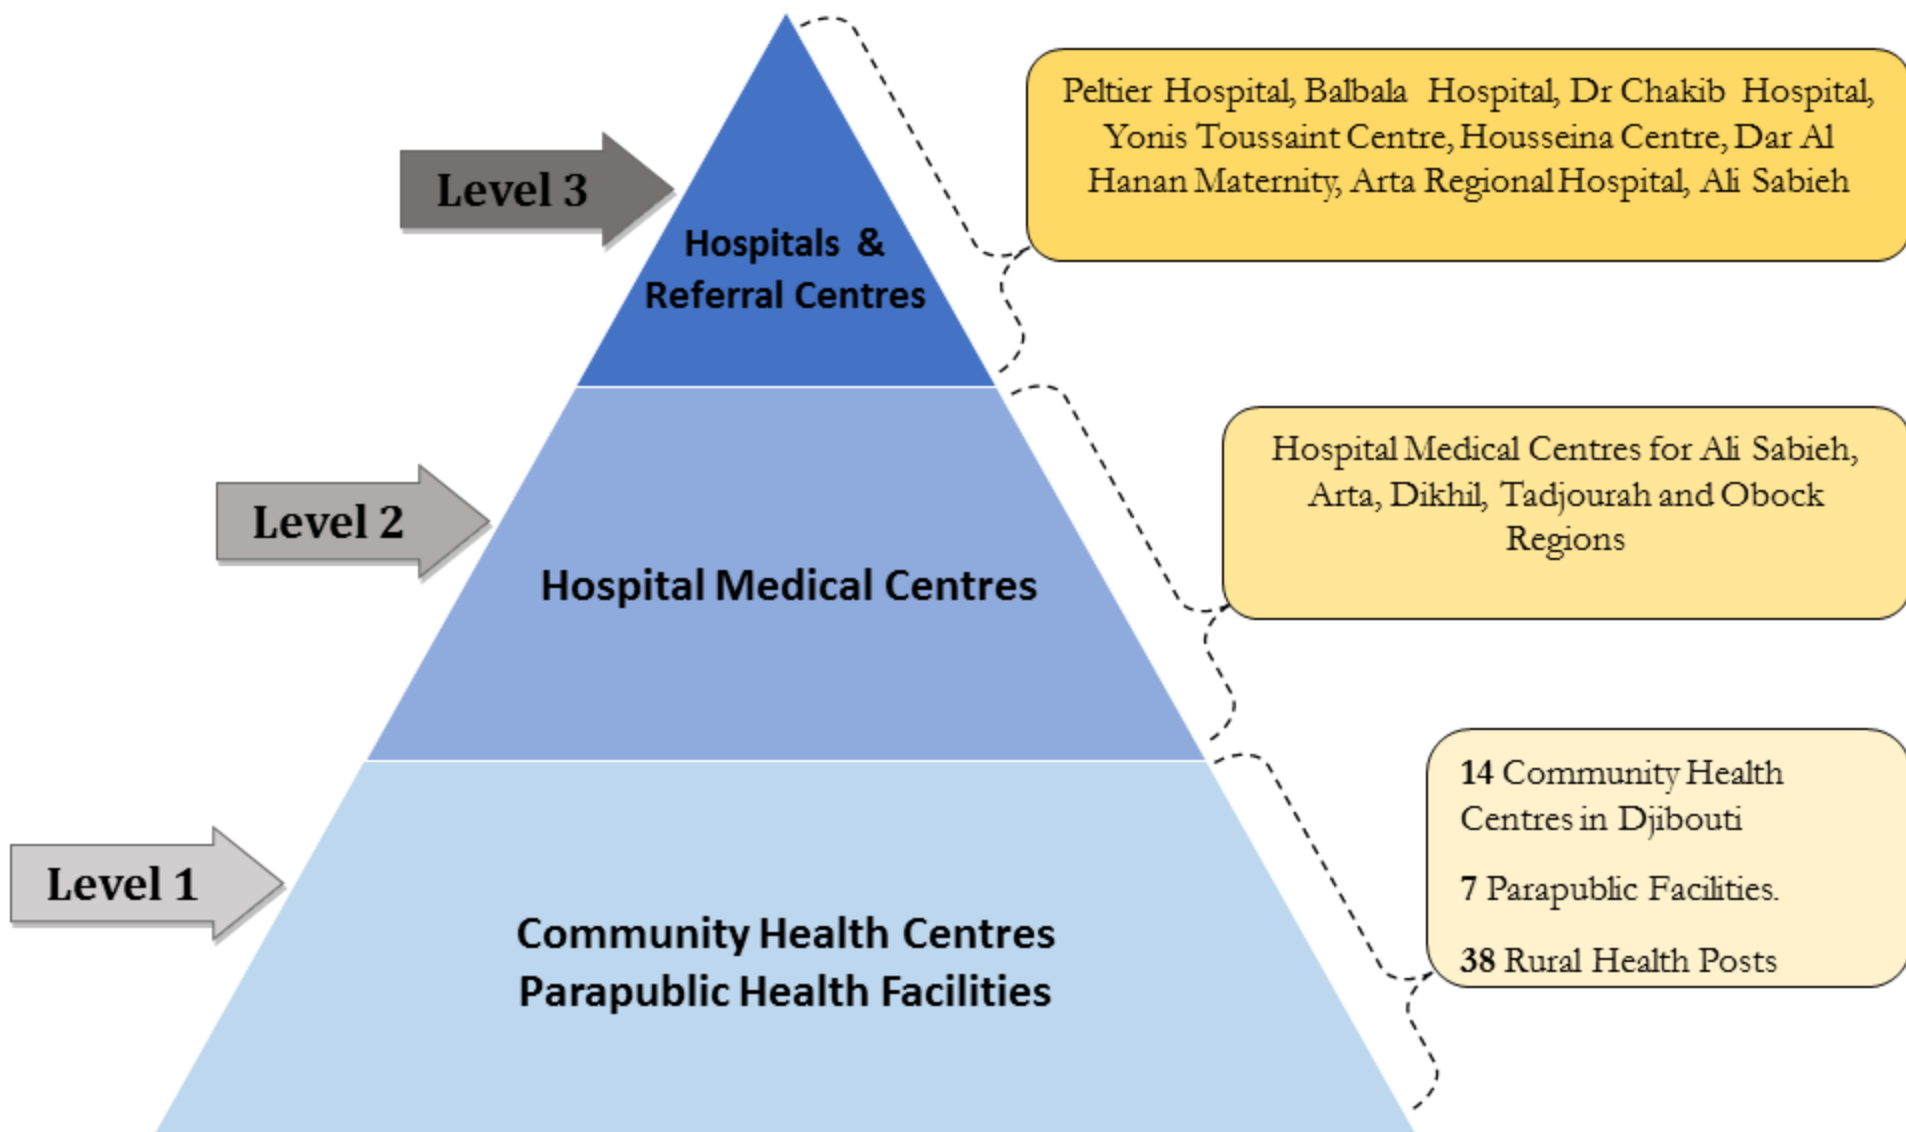 Level 3
Hospitals &
Referral Centres
Peltier Hospital, Balbala Hospital, Dr Chakib Hospital,
Yonis Toussaint Centre, Housseina Centre, Dar Al
Hanan Maternity, Arta Regional Hospital, Ali Sabieh
Level 2
Hospital Medical Centres
Hospital Medical Centres for Ali Sabieh,
Arta, Dikhil, Tadjourah and Obock
Regions
Level 1
Community Health Centres
Parapublic Health Facilities
14 Community Health
Centres in Djibouti
7 Parapublic Facilities.
38 Rural Health Posts